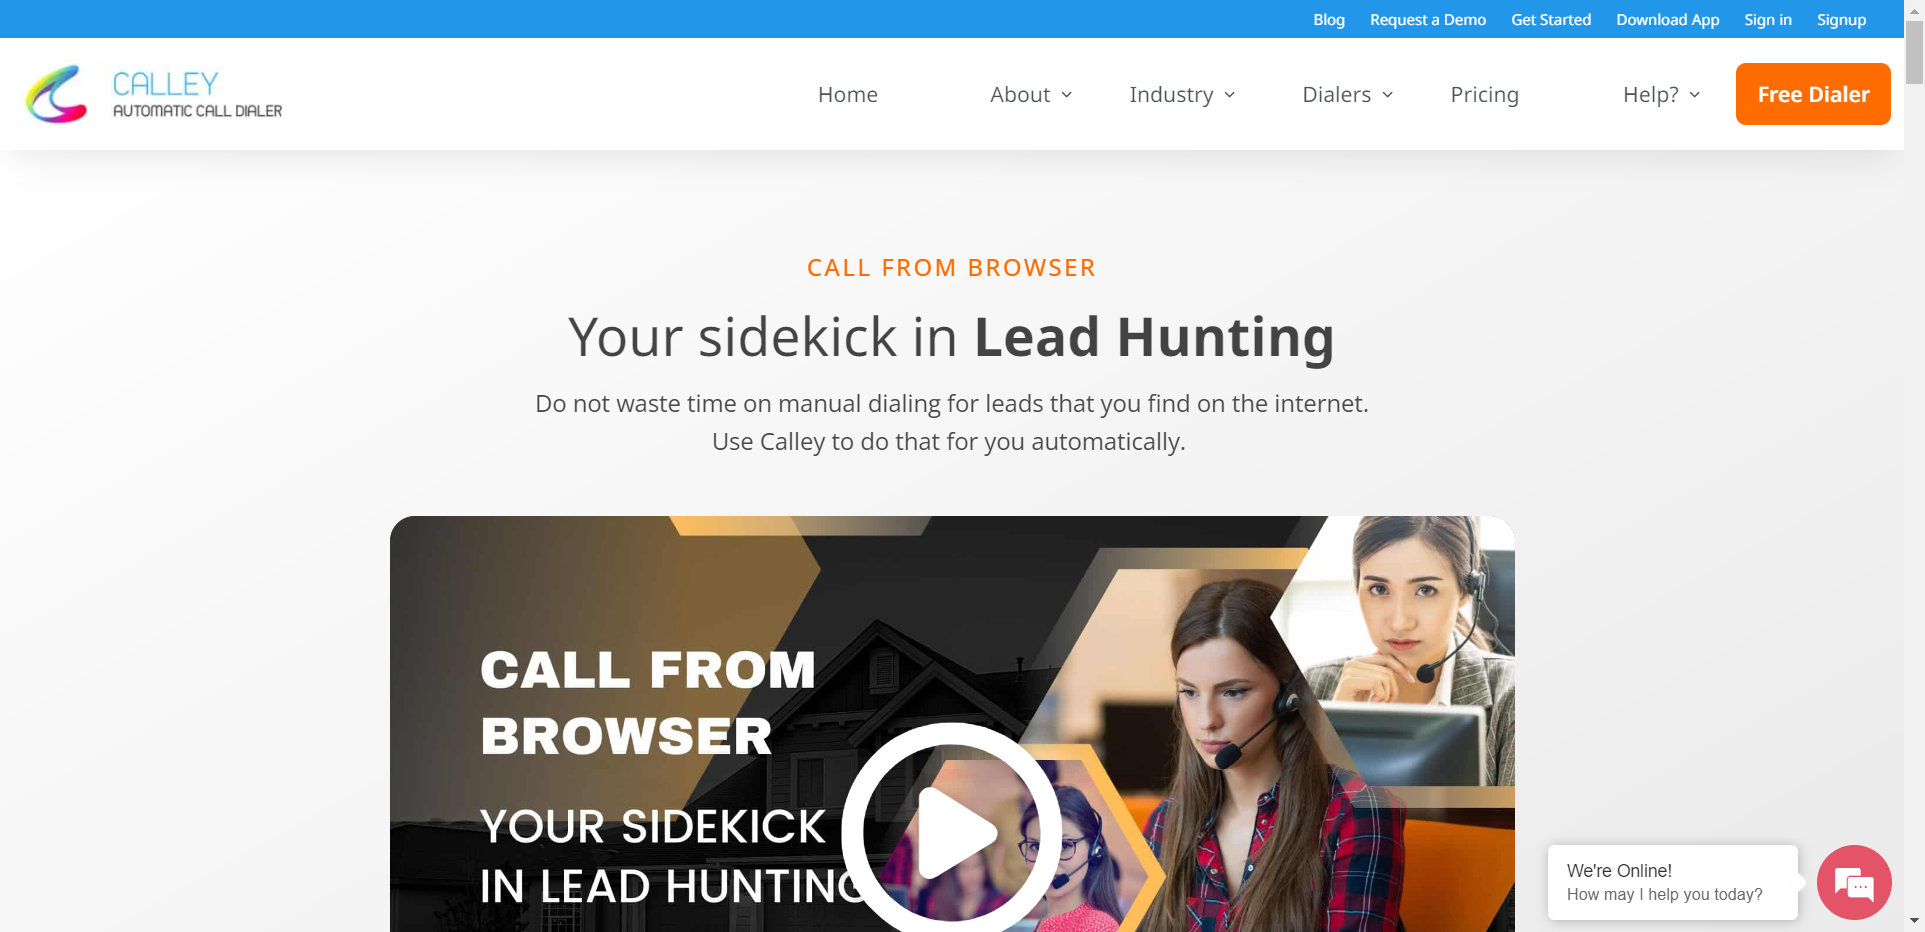 Blog Request a Demo Get Started Download App Sign in Signup
CALLEY
AUTOMATIC CALL DIALER
Home About Industry Dialers Pricing Help? Free Dialer
CALL FROM BROWSER
Your sidekick in Lead Hunting
Do not waste time on manual dialing for leads that you find on the internet.
Use Calley to do that for you automatically.
CALL FROM
BROWSER
YOUR SIDEKICK
IN LEAD HUNTING
We're Online!
How may I help you today?